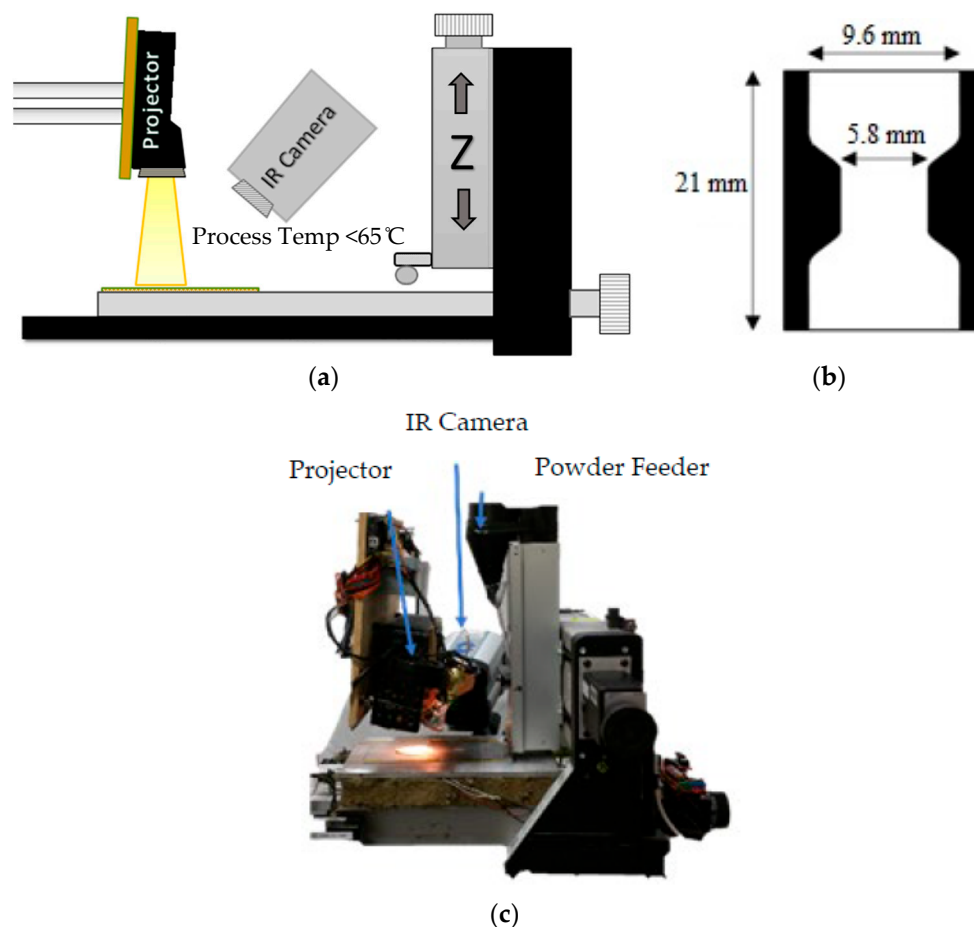 Projector
IR Camera
Process Temp <65 ℃
Z
(a)
9.6 mm
5.8 mm
21 mm
(b)
IR Camera
Projector
Powder Feeder
(c)